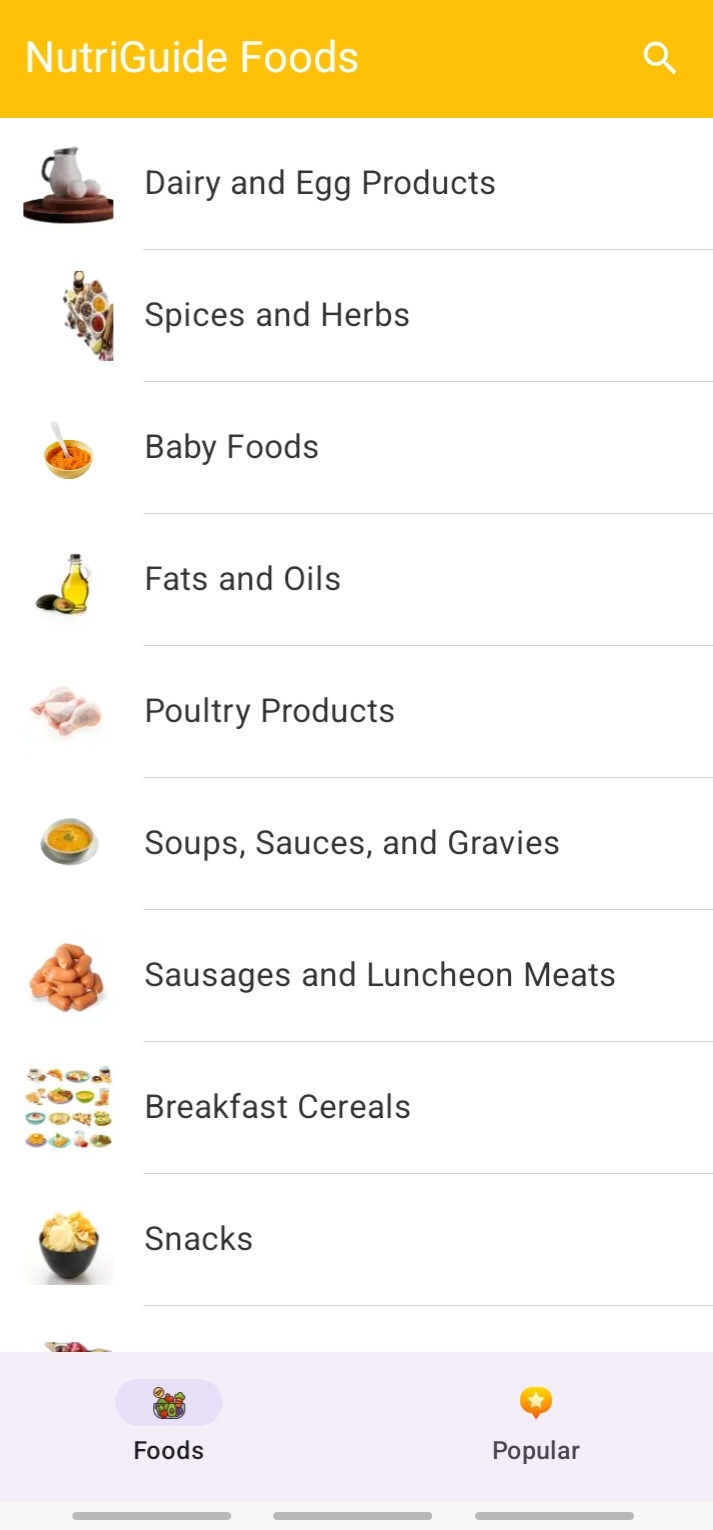 NutriGuide Foods
Dairy and Egg Products
Spices and Herbs
Baby Foods
Fats and Oils
Poultry Products
Soups, Sauces, and Gravies
Sausages and Luncheon Meats
Breakfast Cereals
Snacks
Foods
Popular